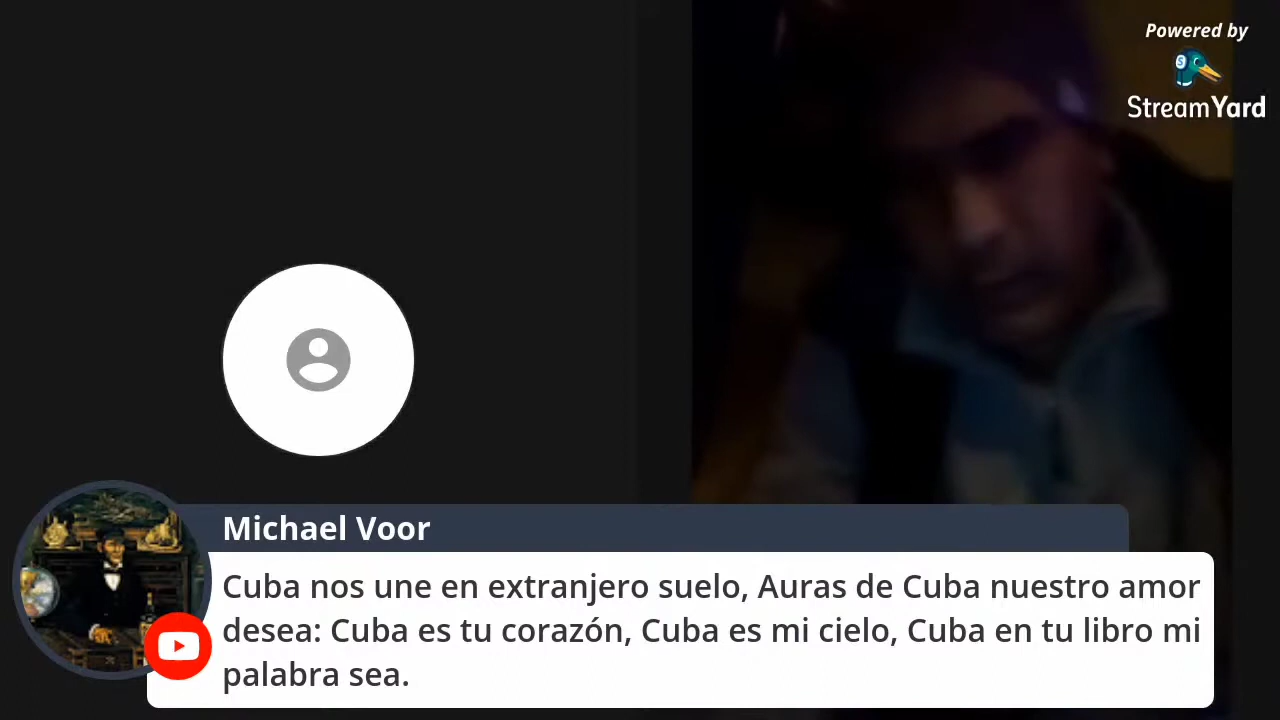 Powered by
StreamYard
Michael Voor
Cuba nos une en extranjero suelo, Auras de Cuba nuestro amor
desea: Cuba es tu corazón, Cuba es mi cielo, Cuba en tu libro mi
palabra sea.